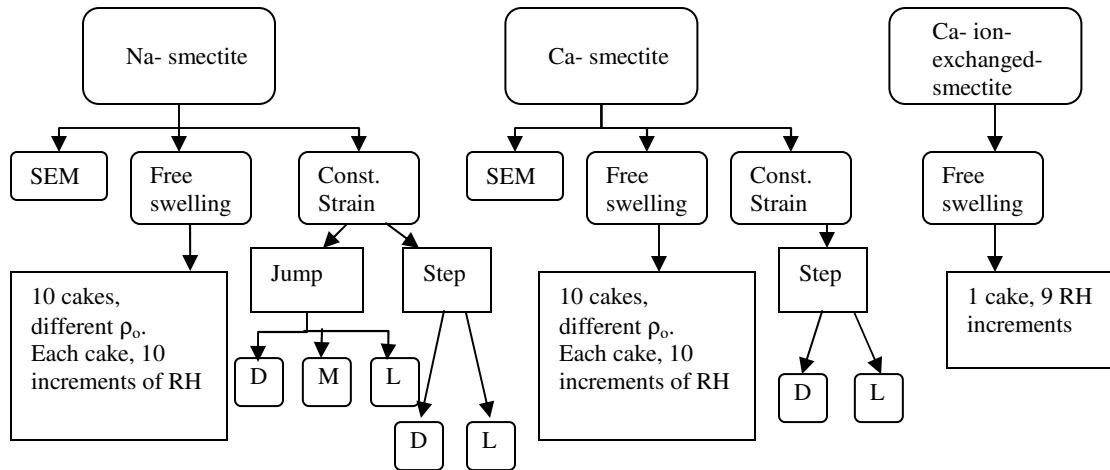 Na- smectite
Ca- smectite
Ca- ion-
exchanged-
smectite
SEM
Free
swelling
Const.
Strain
SEM
Free
swelling
Const.
Strain
Free
swelling
Jump
Step
Step
10 cakes,
different ρₒ.
Each cake, 10
increments of RH
10 cakes,
different ρₒ.
Each cake, 10
increments of RH
1 cake, 9 RH
increments
D
M
L
D
L
D
L